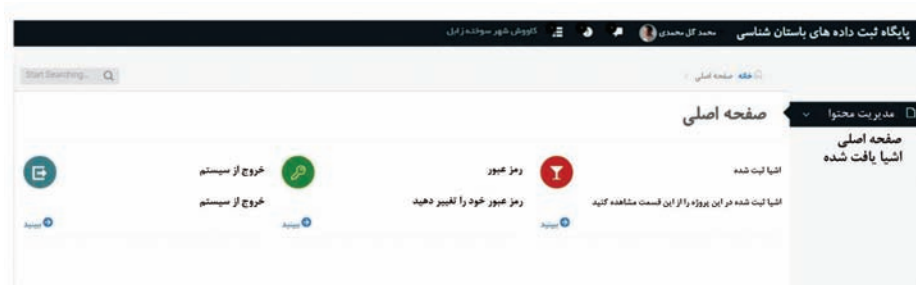 پایگاه ثبت داده های باستان شناسی
محمد گل محمدی
کاووش شهر سوخته زابل
خانه صفحه اصلی
Start Searching...
مدیریت محتوا
صفحه اصلی
اشیا یافت شده
صفحه اصلی
اشیا ثبت شده
اشیا ثبت شده در این پروژه را از این قسمت مشاهده کنید
ببینید
رمز عبور
رمز عبور خود را تغییر دهید
ببینید
خروج از سیستم
خروج از سیستم
ببینید